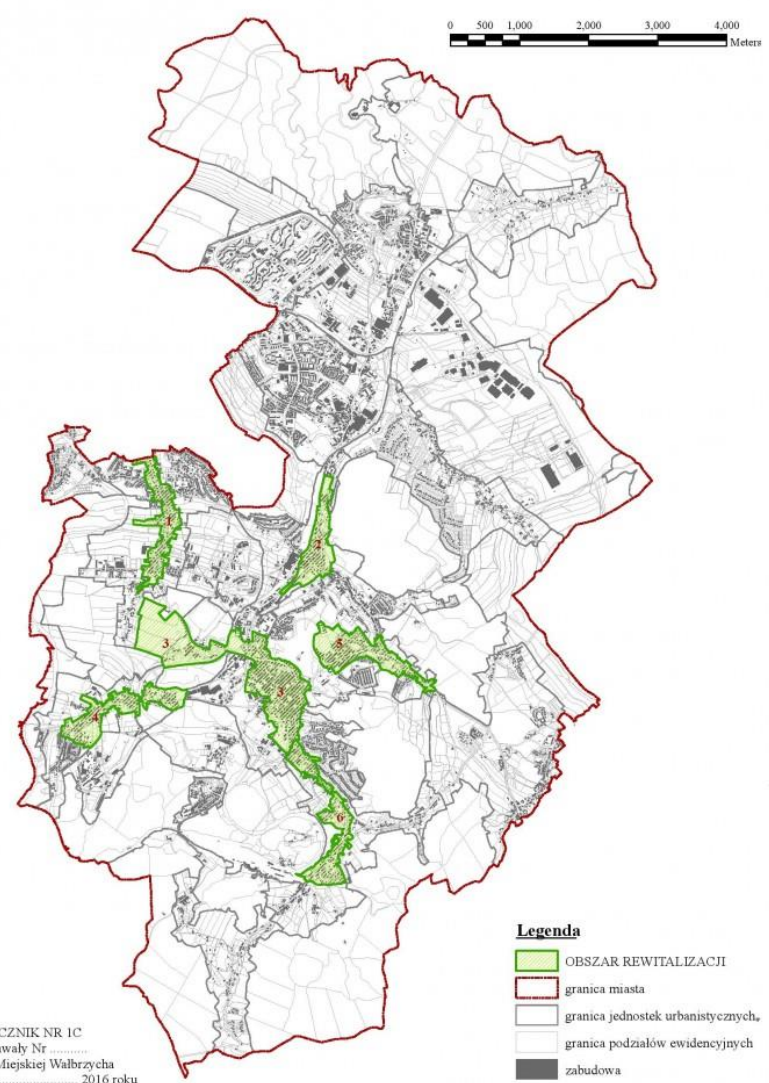 0 500 1,000 2,000 3,000 4,000
Meters
1
2
3
5
3
4
6
Legenda
OBSZAR REWITALIZACJI
granica miasta
granica jednostek urbanistycznych
granica podziałów ewidencyjnych
zabudowa
CZNIK NR 1C
wały Nr ...........
Miejskiej Wałbrzycha
.................... 2016 roku